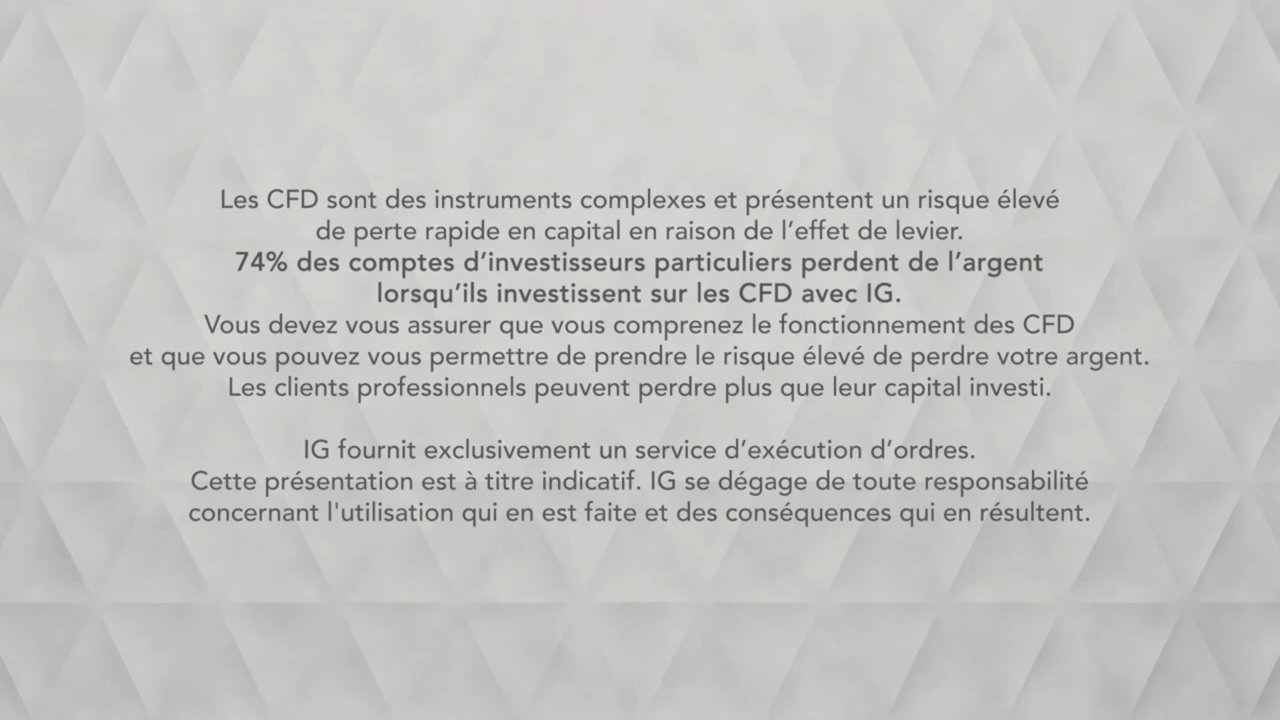 Les CFD sont des instruments complexes et présentent un risque élevé
de perte rapide en capital en raison de l’effet de levier.
74% des comptes d’investisseurs particuliers perdent de l’argent
lorsqu’ils investissent sur les CFD avec IG.
Vous devez vous assurer que vous comprenez le fonctionnement des CFD
et que vous pouvez vous permettre de prendre le risque élevé de perdre votre argent.
Les clients professionnels peuvent perdre plus que leur capital investi.
IG fournit exclusivement un service d’exécution d’ordres.
Cette présentation est à titre indicatif. IG se dégage de toute responsabilité
concernant l'utilisation qui en est faite et des conséquences qui en résultent.